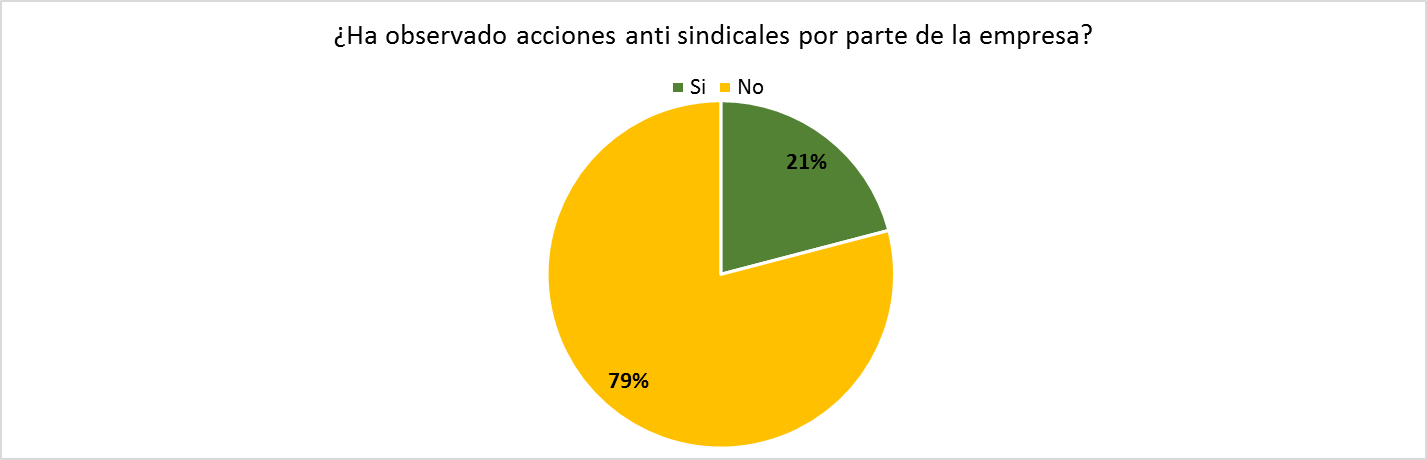 ¿Ha observado acciones anti sindicales por parte de la empresa?
Si No
21%
79%